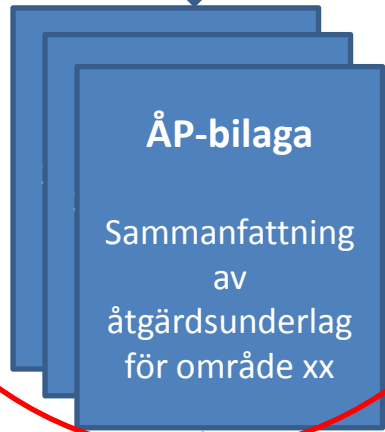 ÅP-bilaga
Sammanfattning
av
åtgärdsunderlag
för område xx